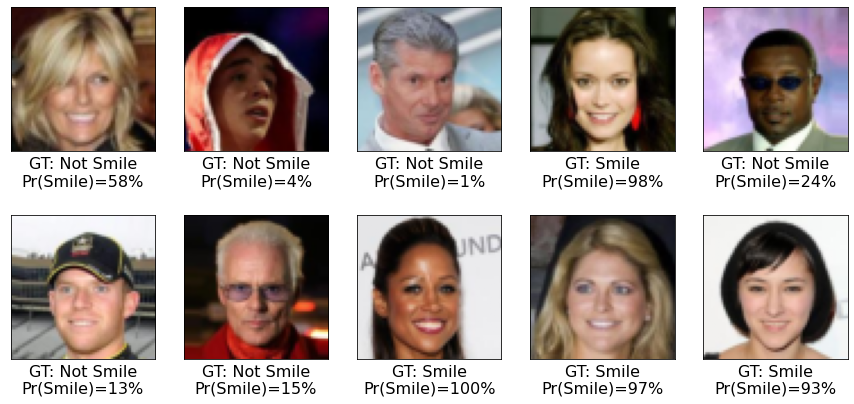 GT: Not Smile
Pr(Smile)=58%
GT: Not Smile
Pr(Smile)=4%
GT: Not Smile
Pr(Smile)=1%
GT: Smile
Pr(Smile)=98%
GT: Not Smile
Pr(Smile)=24%
GT: Not Smile
Pr(Smile)=13%
GT: Not Smile
Pr(Smile)=15%
A UND
GT: Smile
Pr(Smile)=100%
GT: Smile
Pr(Smile)=97%
GT: Smile
Pr(Smile)=93%